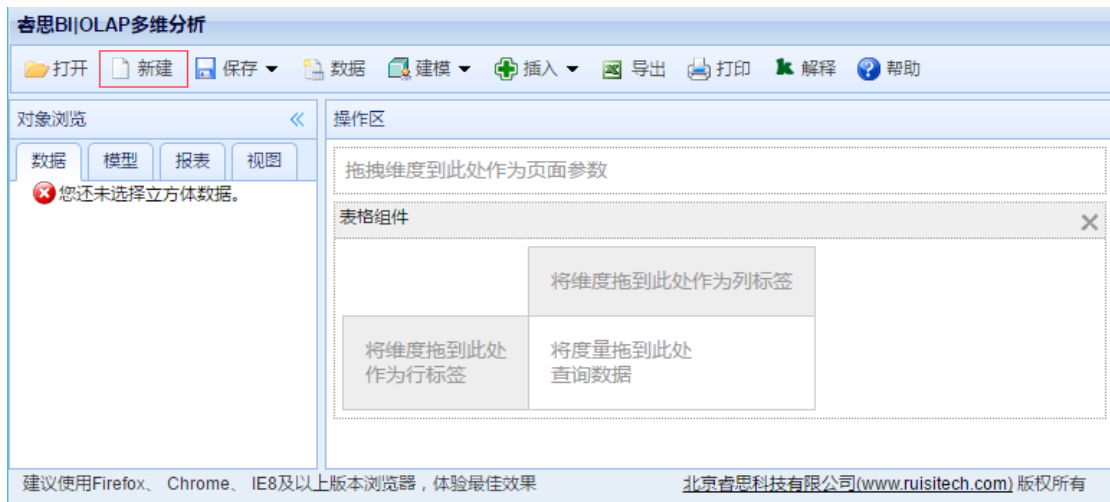 睿思BI|OLAP多维分析
打开 新建 保存 数据 建模 插入 导出 打印 解释 帮助
对象浏览
数据 模型 报表 视图
您还未选择立方体数据。
操作区
拖拽维度到此处作为页面参数
表格组件
将维度拖到此处作为列标签
将维度拖到此处
作为行标签
将度量拖到此处
查询数据
建议使用Firefox、 Chrome、 IE8及以上版本浏览器，体验最佳效果
北京睿思科技有限公司(www.ruisitech.com) 版权所有